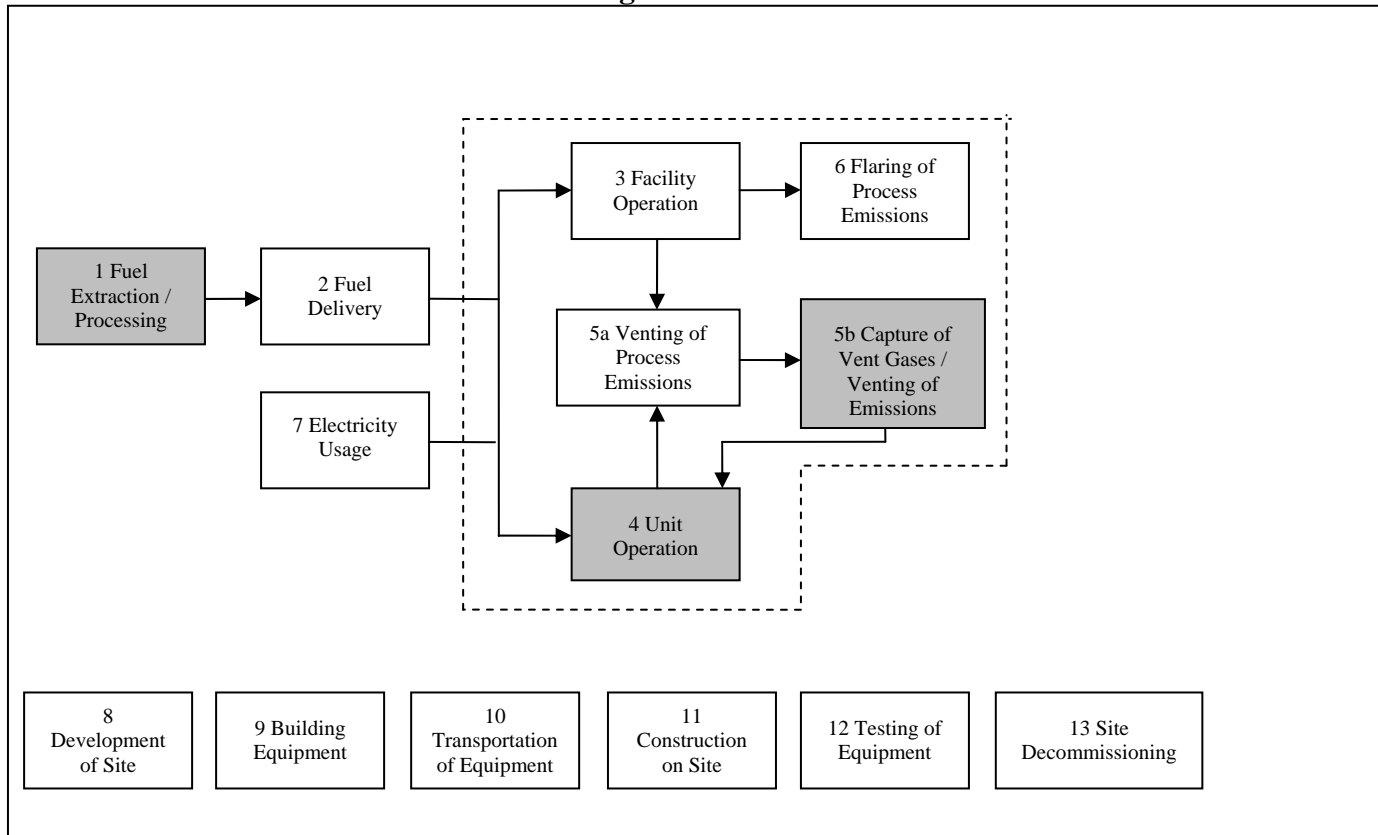 3 Facility
Operation
6 Flaring of
Process
Emissions
1 Fuel
Extraction /
Processing
2 Fuel
Delivery
5a Venting of
Process
Emissions
5b Capture of
Vent Gases /
Venting of
Emissions
7 Electricity
Usage
4 Unit
Operation
8
Development
of Site
9 Building
Equipment
10
Transportation
of Equipment
11
Construction
on Site
12 Testing of
Equipment
13 Site
Decommissioning